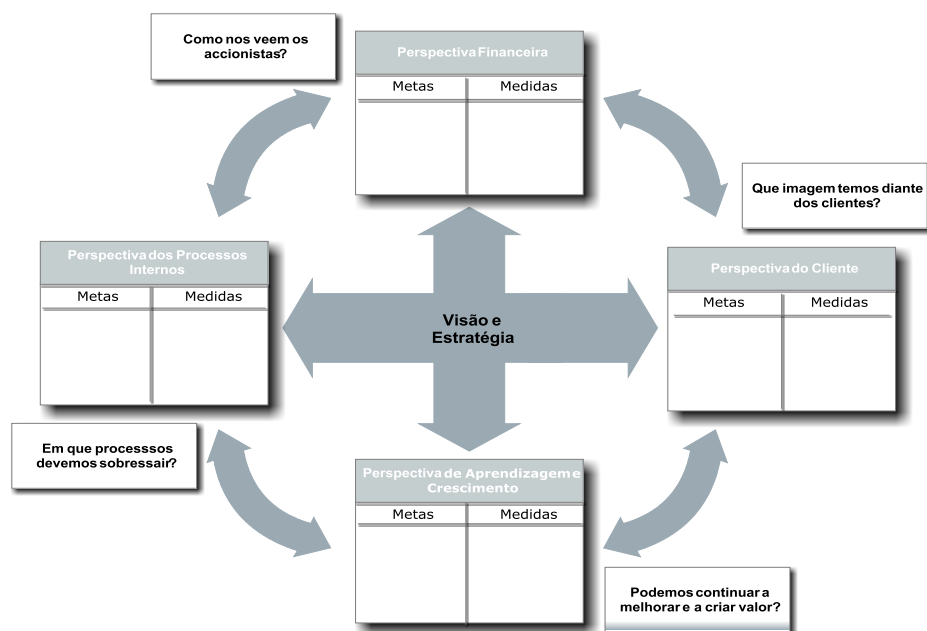 Como nos veem os
accionistas?
Perspectiva Financeira
Metas Medidas
Que imagem temos diante
dos clientes?
Perspectiva dos Processos
Internos
Metas Medidas
Visão e
Estratégia
Perspectiva do Cliente
Metas Medidas
Em que processsos
devemos sobressair?
Perspectiva de Aprendizagem e
Crescimento
Metas Medidas
Podemos continuar a
melhorar e a criar valor?